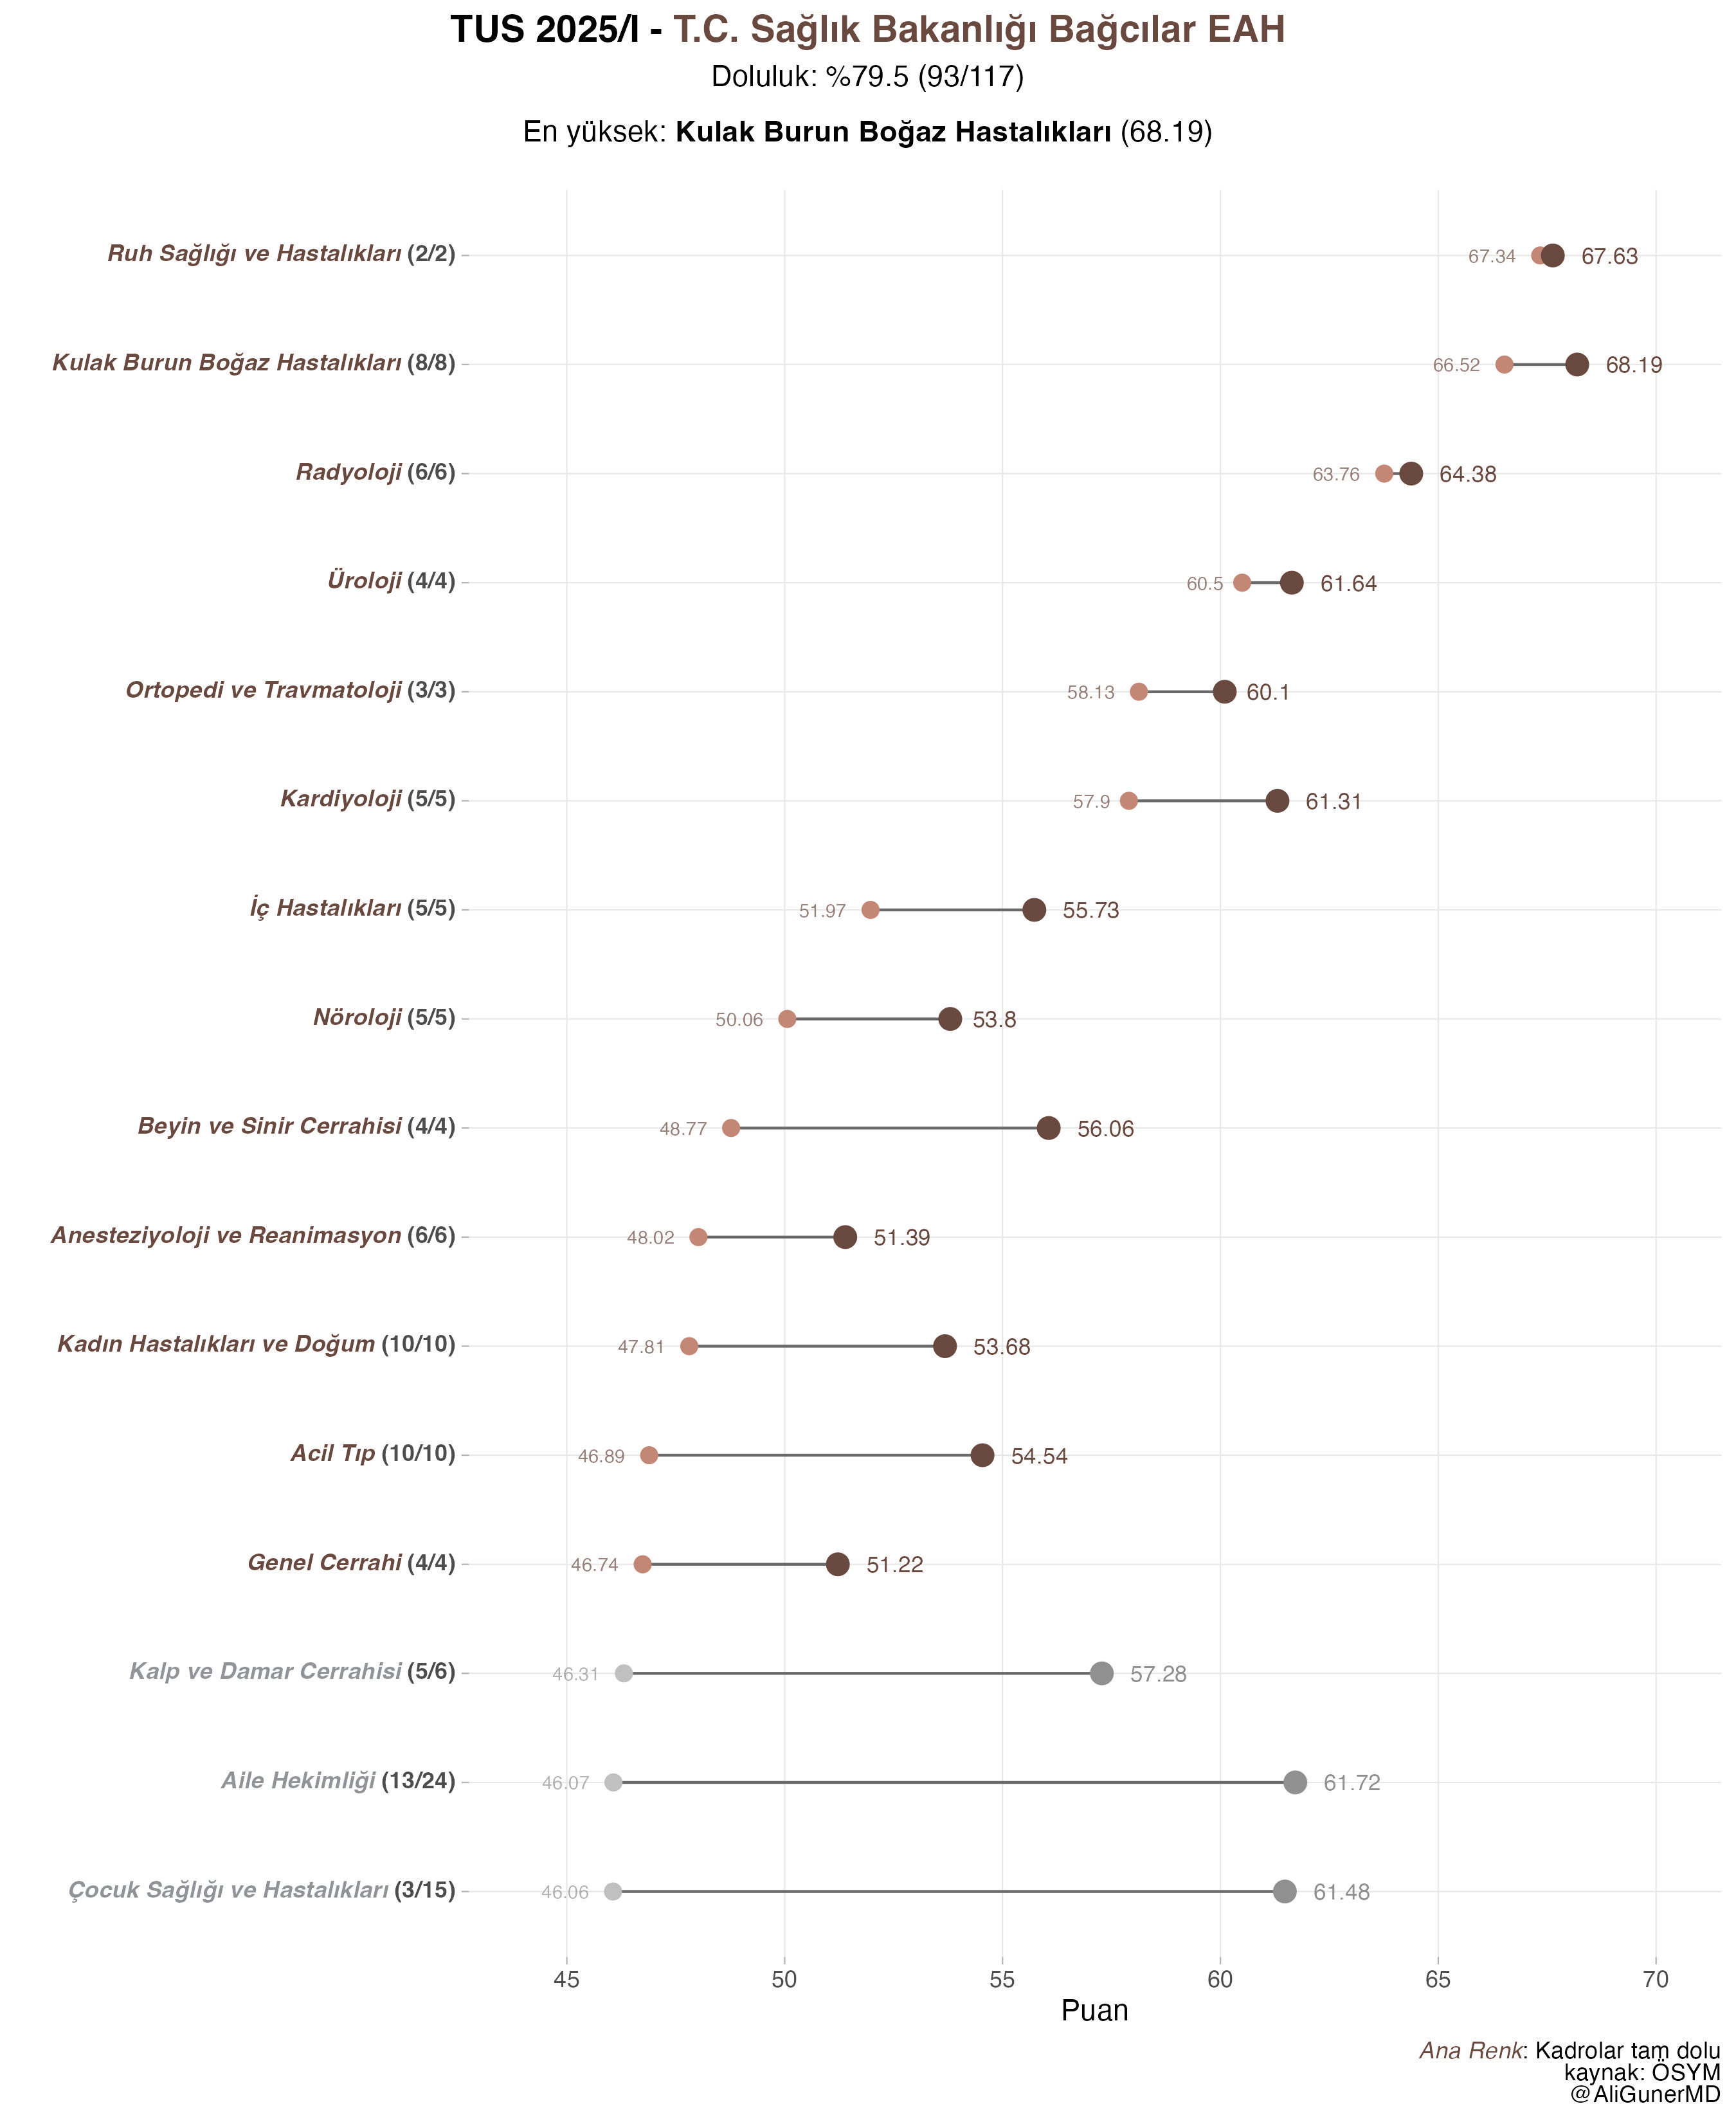 TUS 2025/I - T.C. Sağlık Bakanlığı Bağcılar EAH
Doluluk: %79.5 (93/117)
En yüksek: Kulak Burun Boğaz Hastalıkları (68.19)
Ruh Sağlığı ve Hastalıkları (2/2) 67.34 67.63
Kulak Burun Boğaz Hastalıkları (8/8) 66.52 68.19
Radyoloji (6/6) 63.76 64.38
Üroloji (4/4) 60.5 61.64
Ortopedi ve Travmatoloji (3/3) 58.13 60.1
Kardiyoloji (5/5) 57.9 61.31
İç Hastalıkları (5/5) 51.97 55.73
Nöroloji (5/5) 50.06 53.8
Beyin ve Sinir Cerrahisi (4/4) 48.77 56.06
Anesteziyoloji ve Reanimasyon (6/6) 48.02 51.39
Kadın Hastalıkları ve Doğum (10/10) 47.81 53.68
Acil Tıp (10/10) 46.89 54.54
Genel Cerrahi (4/4) 46.74 51.22
Kalp ve Damar Cerrahisi (5/6) 46.31 57.28
Aile Hekimliği (13/24) 46.07 61.72
Çocuk Sağlığı ve Hastalıkları (3/15) 46.06 61.48
45 50 55 60 65 70
Puan
Ana Renk: Kadrolar tam dolu
kaynak: ÖSYM
@AliGunerMD